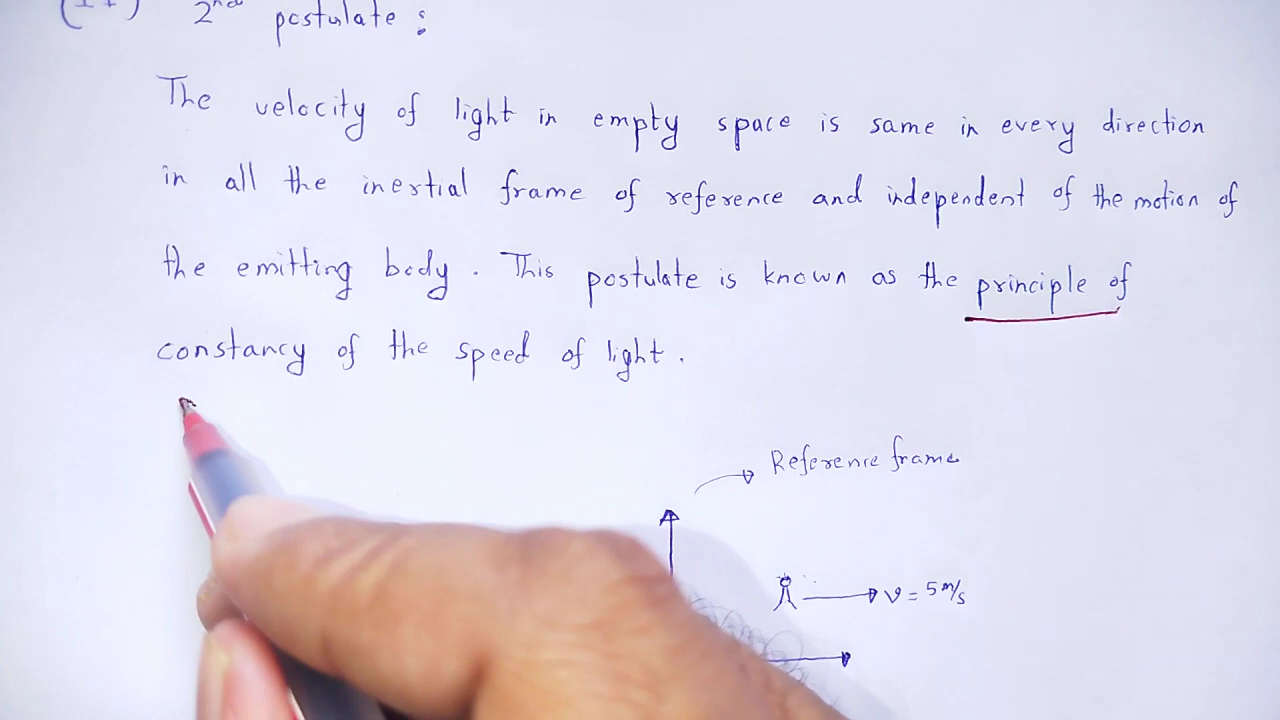 (II) 2nd postulate :
The velocity of light in empty space is same in every direction
in all the inertial frame of reference and independent of the motion of
the emitting body. This postulate is known as the principle of
constancy of the speed of light.
Reference frame
v = 5 m/s